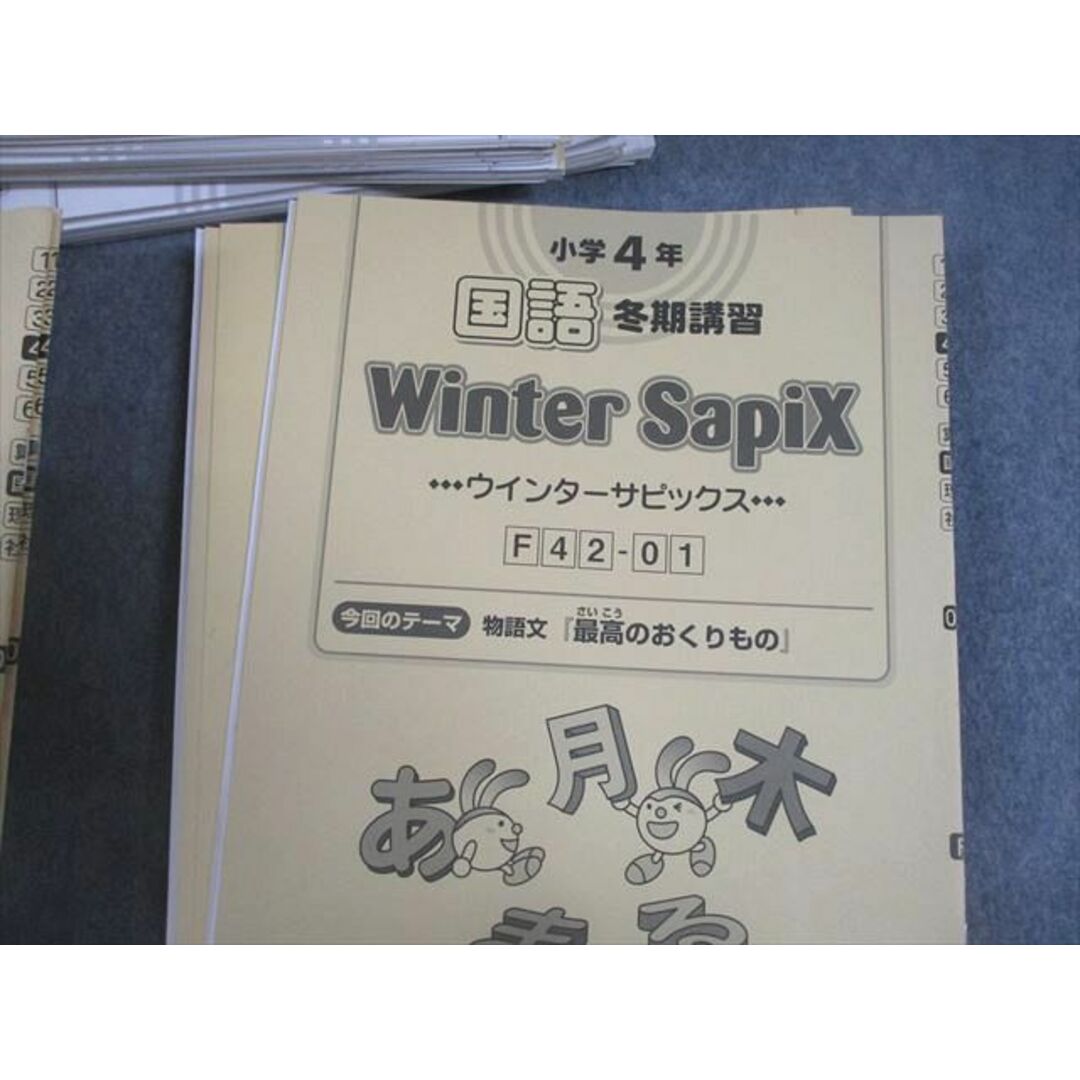 小学4年
国語 冬期講習
Winter SapiX
◆◆◆ウインターサピックス◆◆◆
F42-01
今回のテーマ 物語文『最高のおくりもの』
さいこう
あ 月 木